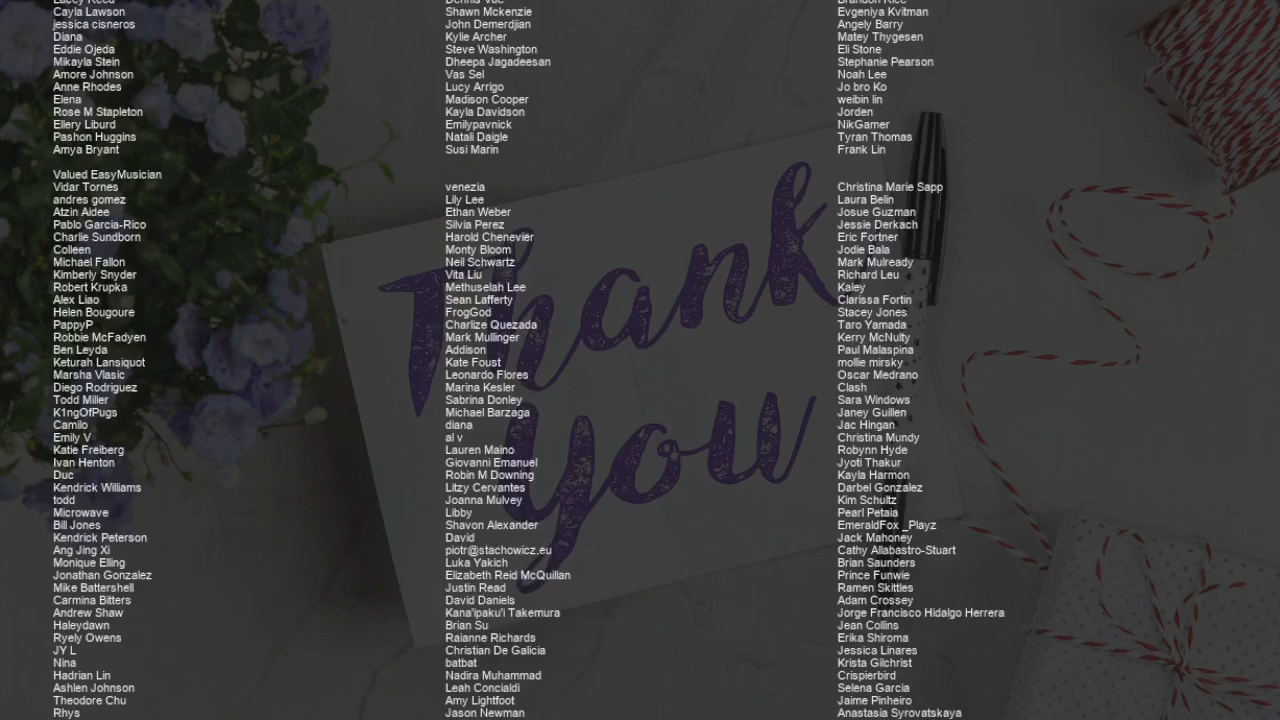 Lacey Reed
Cayla Lawson
jessica cisneros
Diana
Eddie Ojeda
Mikayla Stein
Amore Johnson
Anne Rhodes
Elena
Rose M Stapleton
Ellery Liburd
Pashon Huggins
Amya Bryant
Valued EasyMusician
Vidar Tornes
andres gomez
Atzin Aidee
Pablo Garcia-Rico
Charlie Sundborn
Colleen
Michael Fallon
Kimberly Snyder
Robert Krupka
Alex Liao
Helen Bougoure
PappyP
Robbie McFadyen
Ben Leyda
Keturah Lansiquot
Marsha Vlasic
Diego Rodriguez
Todd Miller
K1ngOfPugs
Camilo
Emily V
Katie Freiberg
Ivan Henton
Duc
Kendrick Williams
todd
Microwave
Bill Jones
Kendrick Peterson
Ang Jing Xi
Monique Elling
Jonathan Gonzalez
Mike Battershell
Carmina Bitters
Andrew Shaw
Haleydawn
Ryely Owens
JY L
Nina
Hadrian Lin
Ashlen Johnson
Theodore Chu
Rhys
Dennis Vue
Shawn Mckenzie
John Demerdjian
Kylie Archer
Steve Washington
Dheepa Jagadeesan
Vas Sel
Lucy Arrigo
Madison Cooper
Kayla Davidson
Emilypavnick
Natali Daigle
Susi Marin
venezia
Lily Lee
Ethan Weber
Silvia Perez
Harold Chenevier
Monty Bloom
Neil Schwartz
Vita Liu
Methuselah Lee
Sean Lafferty
FrogGod
Charlize Quezada
Mark Mullinger
Addison
Kate Foust
Leonardo Flores
Marina Kesler
Sabrina Donley
Michael Barzaga
diana
al v
Lauren Maino
Giovanni Emanuel
Robin M Downing
Litzy Cervantes
Joanna Mulvey
Libby
Shavon Alexander
David
piotr@stachowicz.eu
Luka Yakich
Elizabeth Reid McQuillan
Justin Read
David Daniels
Kana'ipaku'i Takemura
Brian Su
Raianne Richards
Christian De Galicia
batbat
Nadira Muhammad
Leah Concialdi
Amy Lightfoot
Jason Newman
Brandon Rice
Evgeniya Kvitman
Angely Barry
Matey Thygesen
Eli Stone
Stephanie Pearson
Noah Lee
Jo bro Ko
weibin lin
Jorden
NikGamer
Tyran Thomas
Frank Lin
Christina Marie Sapp
Laura Belin
Josue Guzman
Jessie Derkach
Eric Fortner
Jodie Bala
Mark Mulready
Richard Leu
Kaley
Clarissa Fortin
Stacey Jones
Taro Yamada
Kerry McNulty
Paul Malaspina
mollie mirsky
Oscar Medrano
Clash
Sara Windows
Janey Guillen
Jac Hingan
Christina Mundy
Robynn Hyde
Jyoti Thakur
Kayla Harmon
Darbel Gonzalez
Kim Schultz
Pearl Petaia
EmeraldFox _Playz
Jack Mahoney
Cathy Allabastro-Stuart
Brian Saunders
Prince Funwie
Ramen Skittles
Adam Crossey
Jorge Francisco Hidalgo Herrera
Jean Collins
Erika Shiroma
Jessica Linares
Krista Gilchrist
Crispierbird
Selena Garcia
Jaime Pinheiro
Anastasia Syrovatskaya
Thank
you